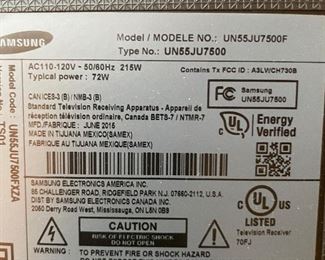 SAMSUNG
Model / MODELE NO.: UN55JU7500F
Type No.: UN55JU7500
AC110-120V~50/60Hz 215W
Typical power : 72W
Contains Tx FCC ID : A3LWCH730B
CAN ICES-3 (B) / NMB-3 (B)
Standard Television Receiving Apparatus - Appareil de
réception télévision ordinaire, Canada BETS-7 / NTMR-7
MFD./FABRIQUE : JUNE 2015
MADE IN TIJUANA MEXICO(SAMEX)
FABRIQUE AU TIJUANA MEXIQUE(SAMEX)
FC Samsung
UN55JU7500
Energy
Verified
UN55JU7500FXZA
TS01
SAMSUNG ELECTRONICS AMERICA INC.
85 CHALLENGER ROAD, RIDGEFIELD PARK N.J. 07660-2112, U.S.
DIST BY SAMSUNG ELECTRONICS CANADA INC.
2050 Derry Road West, Mississauga, ON L5N 0B9
c UL US
LISTED
Television Receiver
70FJ
CAUTION
RISK OF ELECTRIC SHOCK
DO NOT OPEN
WARNING : TO PREVENT FIRE OR SHOCK HAZARD